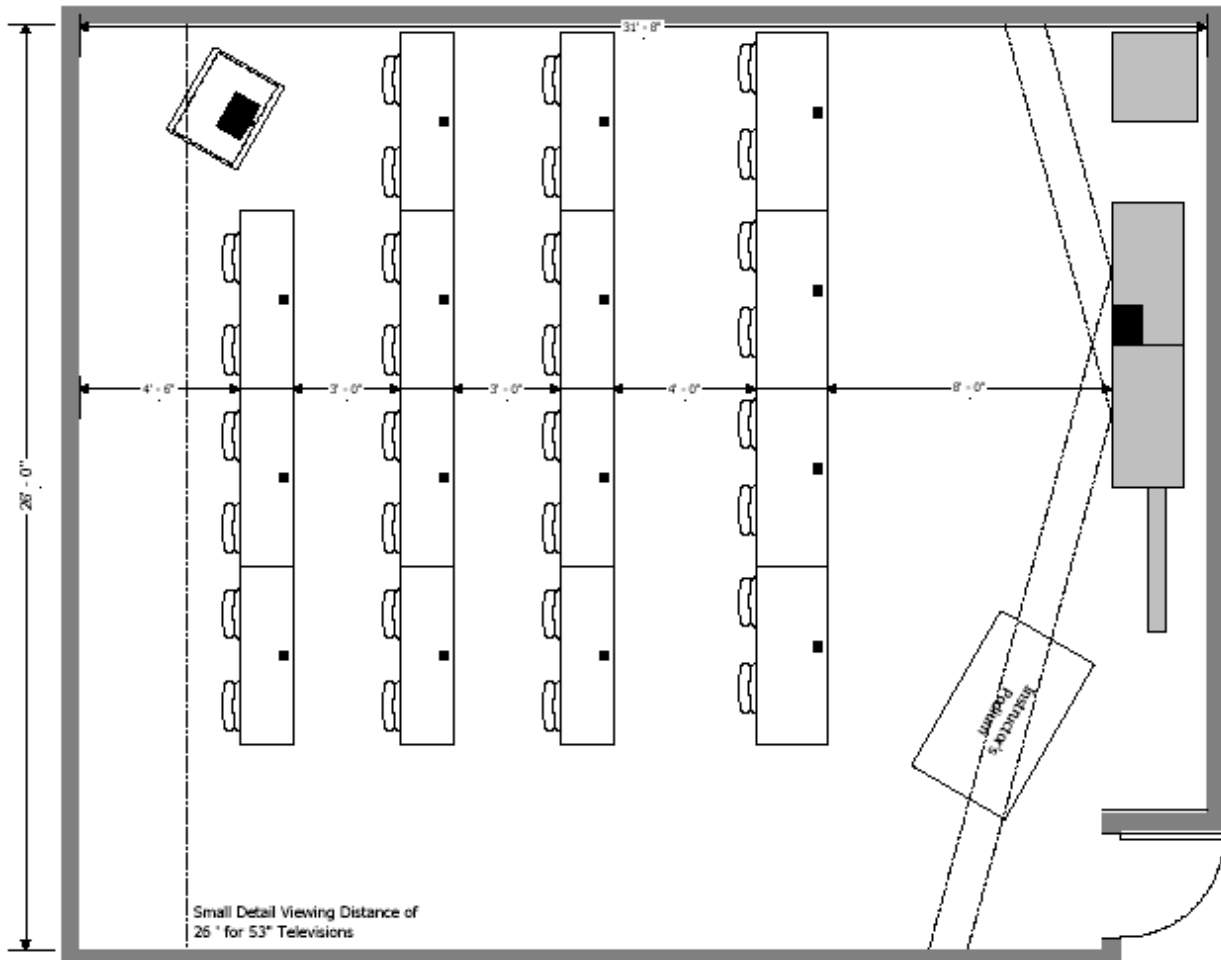 31' - 8"
26' - 0"
4' - 6"
3' - 0"
3' - 0"
4' - 0"
8' - 0"
Instructor's
Podium
Small Detail Viewing Distance of
26 ' for 53" Televisions